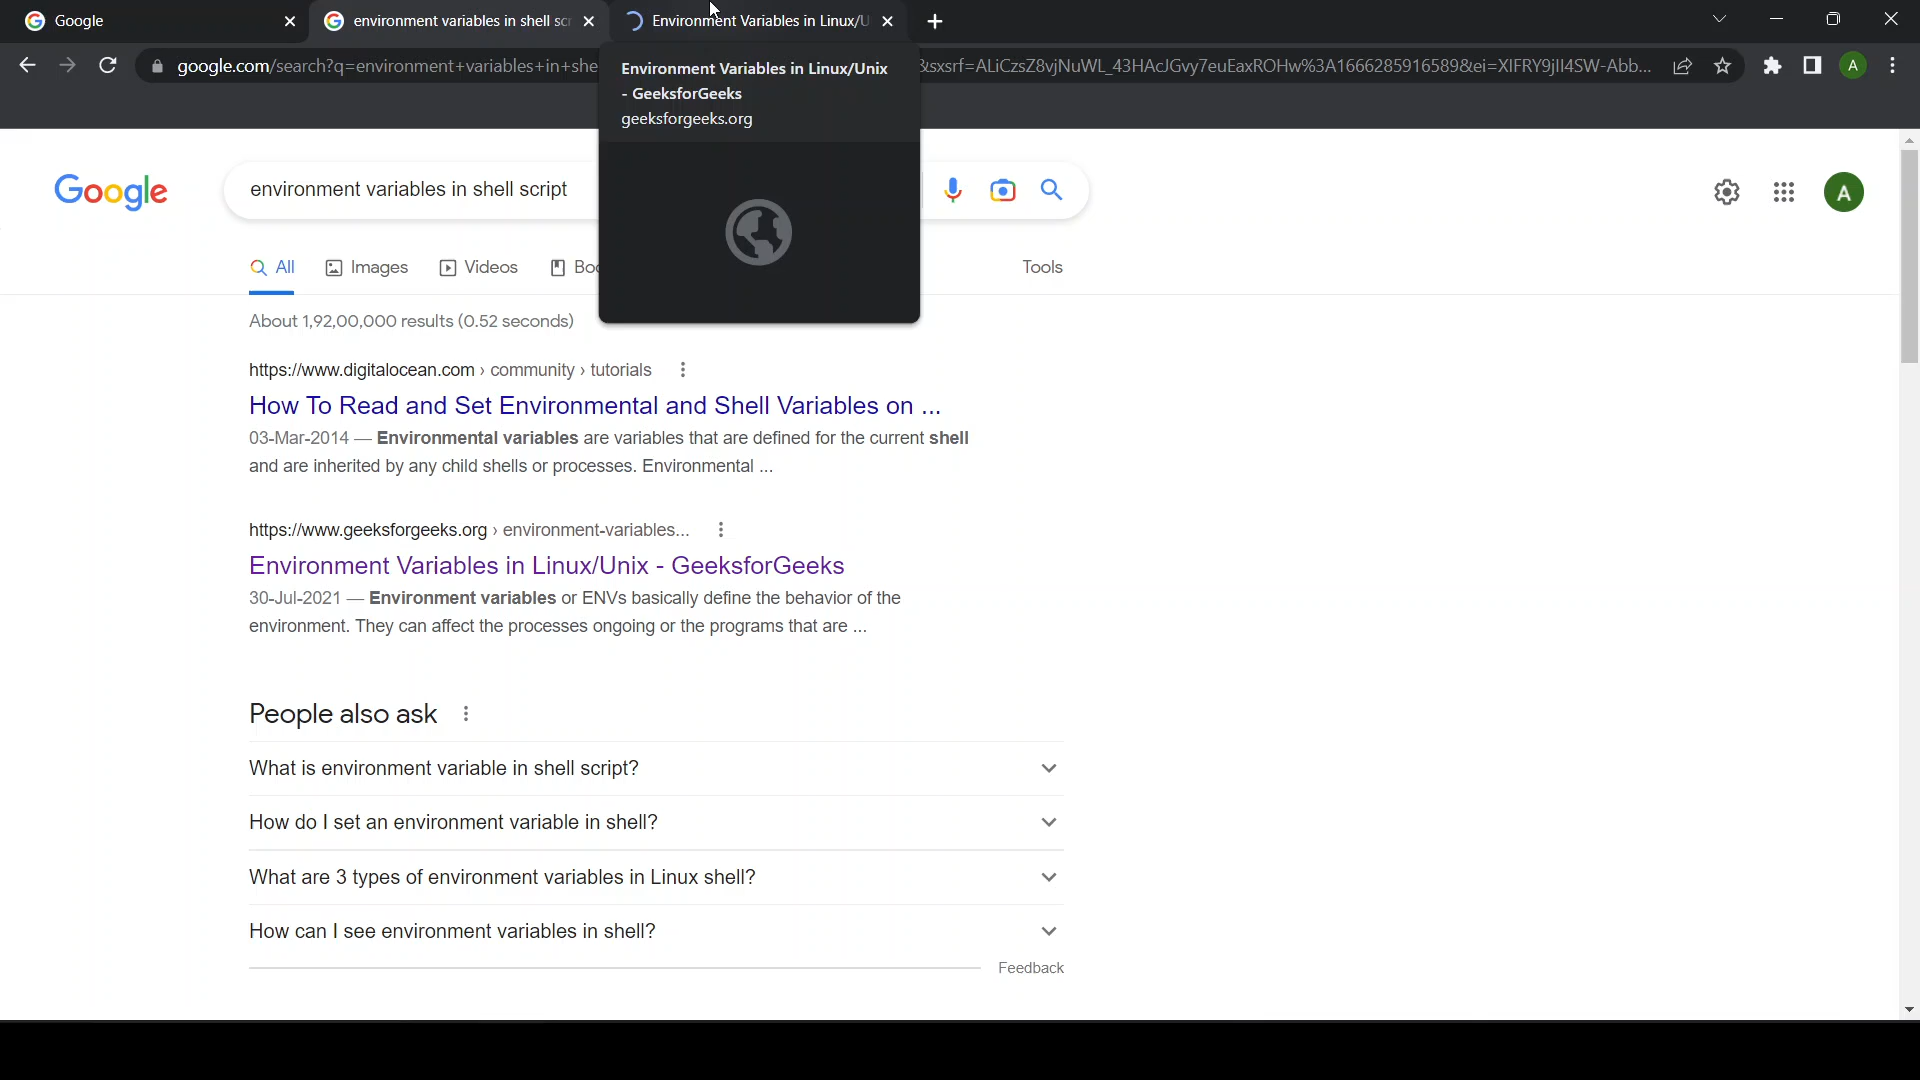 Google
environment variables in shell sc
Environment Variables in Linux/U
google.com/search?q=environment+variables+in+she
&sxsrf=ALiCzsZ8vjNuWL_43HAcJGvy7euEaxROHw%3A1666285916589&ei=XIFRY9jII4SW-Abb...
A
Environment Variables in Linux/Unix
- GeeksforGeeks
geeksforgeeks.org
Google
environment variables in shell script
A
All
Images
Videos
Boo
Tools
About 1,92,00,000 results (0.52 seconds)
https://www.digitalocean.com › community › tutorials
How To Read and Set Environmental and Shell Variables on ...
03-Mar-2014 — Environmental variables are variables that are defined for the current shell
and are inherited by any child shells or processes. Environmental ...
https://www.geeksforgeeks.org › environment-variables...
Environment Variables in Linux/Unix - GeeksforGeeks
30-Jul-2021 — Environment variables or ENVs basically define the behavior of the
environment. They can affect the processes ongoing or the programs that are ...
People also ask
What is environment variable in shell script?
How do I set an environment variable in shell?
What are 3 types of environment variables in Linux shell?
How can I see environment variables in shell?
Feedback